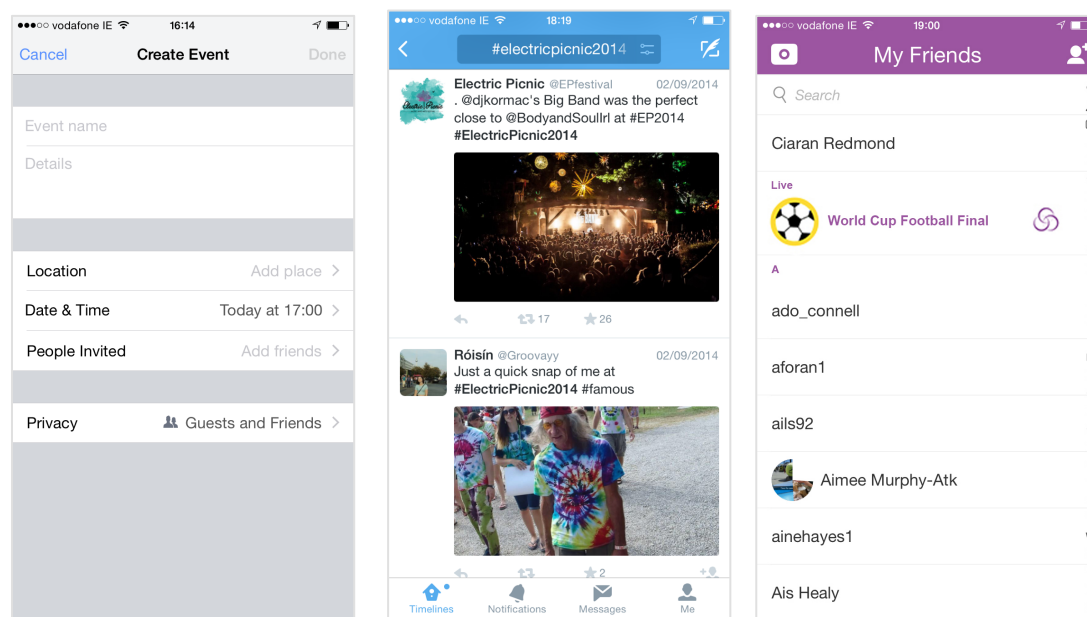 vodafone IE 16:14
Cancel Create Event Done
Event name
Details
Location Add place
Date & Time Today at 17:00
People Invited Add friends
Privacy Guests and Friends
vodafone IE 18:19
#electricpicnic2014
Electric Picnic @EPfestival 02/09/2014
. @djkormac's Big Band was the perfect
close to @BodyandSoulIrl at #EP2014
#ElectricPicnic2014
17 26
Róisín @Groovayy 02/09/2014
Just a quick snap of me at
#ElectricPicnic2014 #famous
2
Timelines Notifications Messages Me
vodafone IE 19:00
My Friends
Search
Ciaran Redmond
Live
World Cup Football Final
A
ado_connell
aforan1
ails92
Aimee Murphy-Atk
ainehayes1
Ais Healy